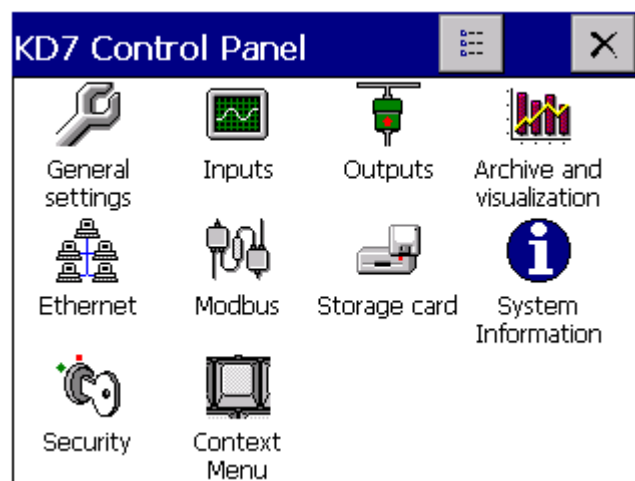 KD7 Control Panel
General
settings
Inputs
Outputs
Archive and
visualization
Ethernet
Modbus
Storage card
System
Information
Security
Context
Menu